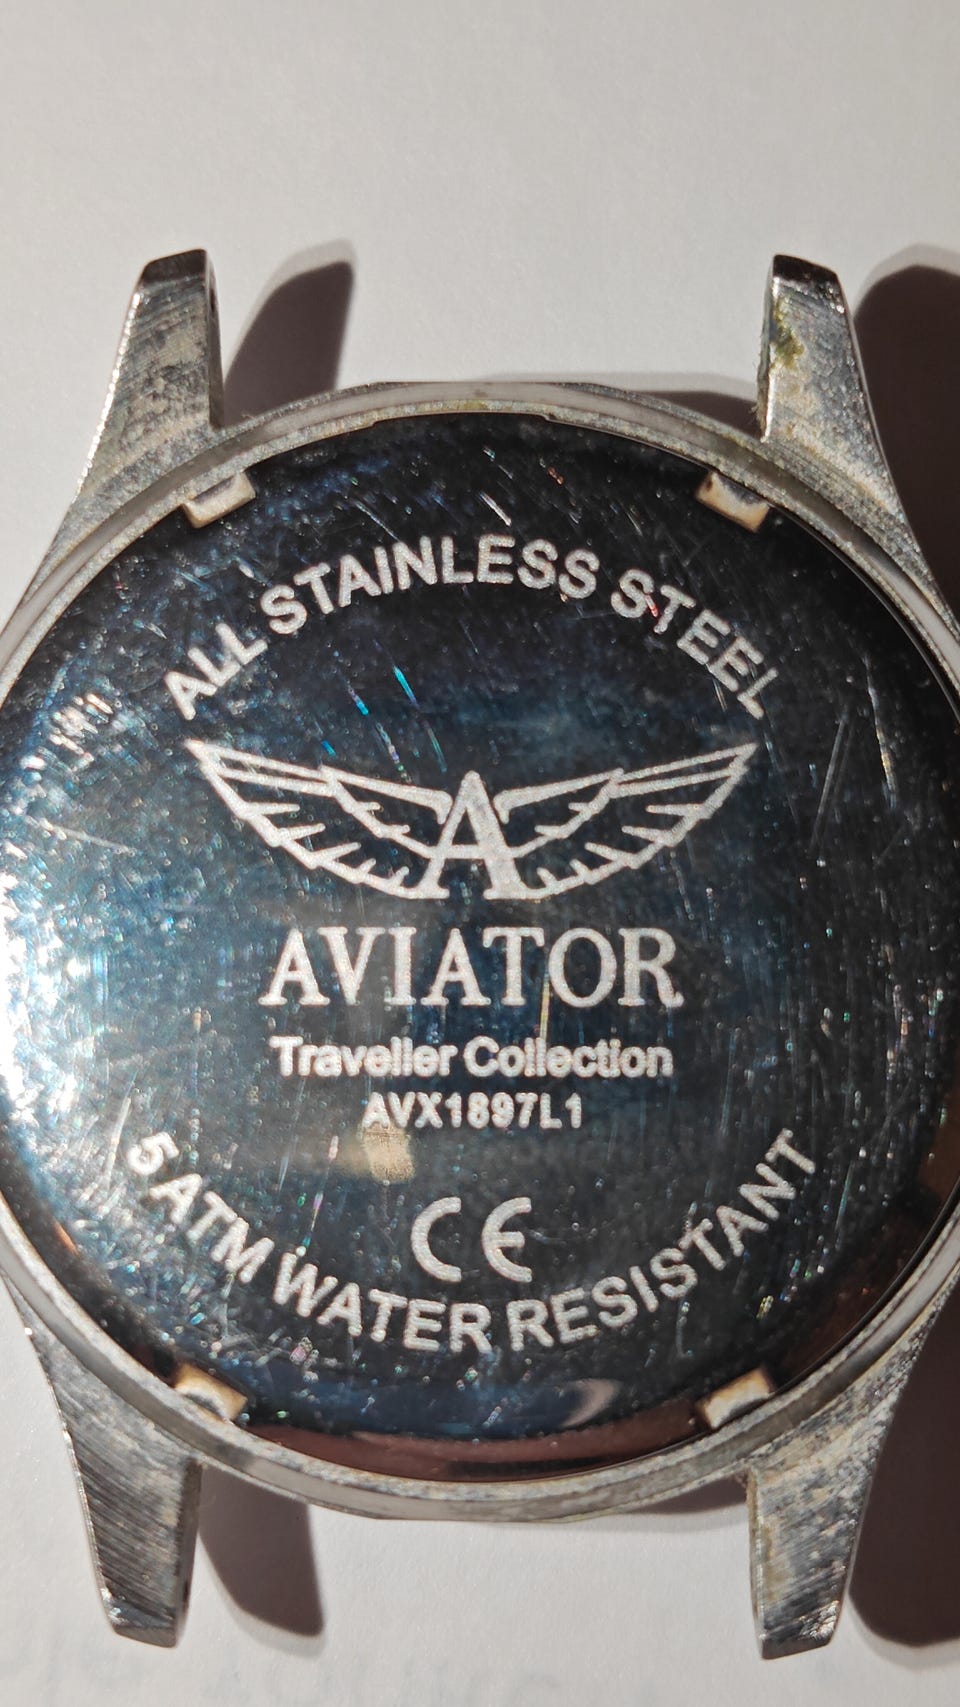 ALL STAINLESS STEEL
A
AVIATOR
Traveller Collection
AVX1897L1
CE
5 ATM WATER RESISTANT